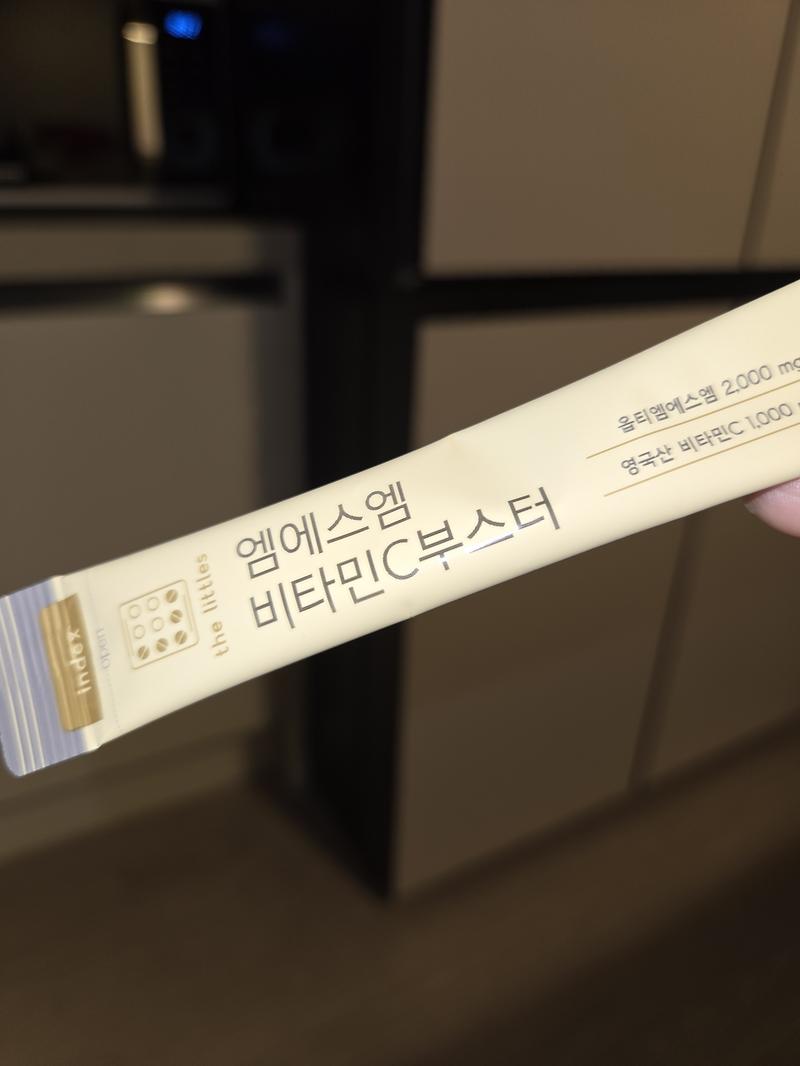 index
open
the littles
엠에스엠
비타민C부스터
옵티엠에스엠 2,000 mg
영국산 비타민C 1,000